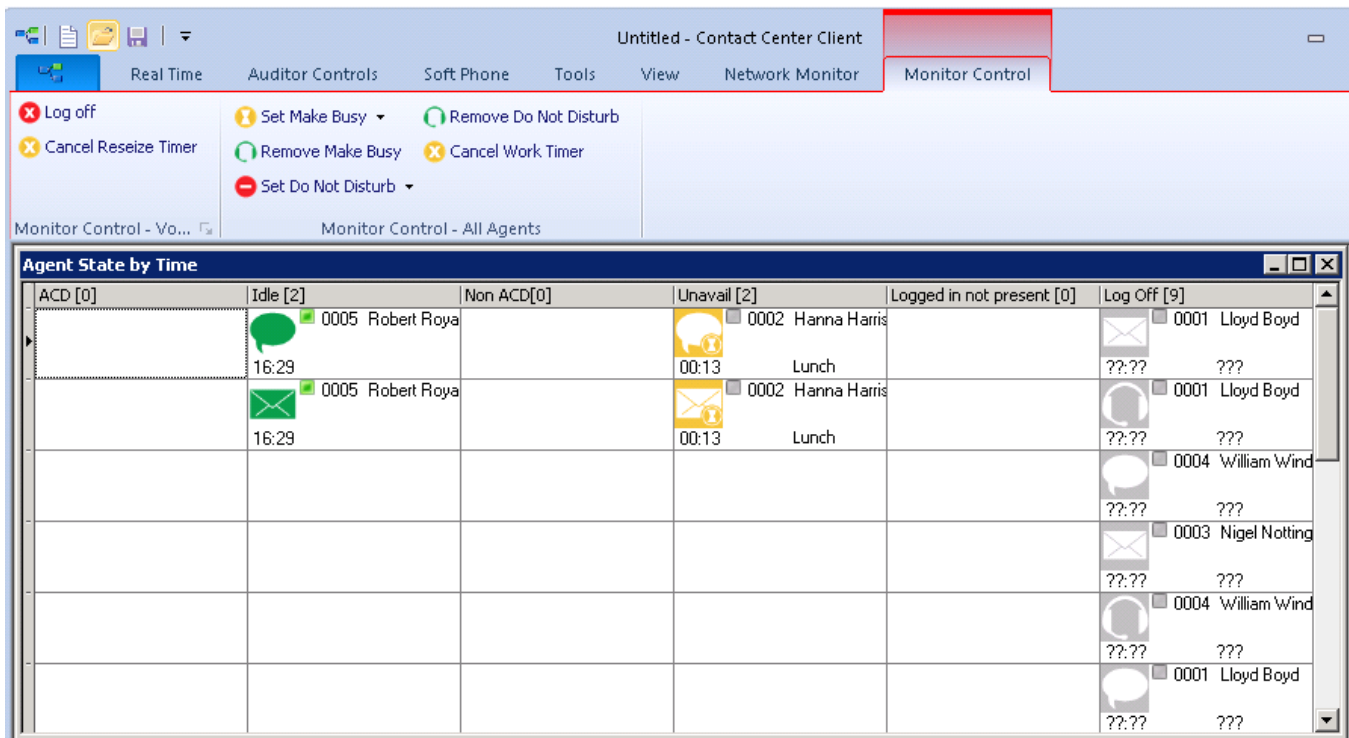 Untitled - Contact Center Client
Real Time Auditor Controls Soft Phone Tools View Network Monitor Monitor Control
Log off Set Make Busy Remove Do Not Disturb
Cancel Reseize Timer Remove Make Busy Cancel Work Timer
Set Do Not Disturb
Monitor Control - Vo... Monitor Control - All Agents
Agent State by Time
ACD [0] Idle [2] Non ACD[0] Unavail [2] Logged in not present [0] Log Off [9]
0005 Robert Roya 0002 Hanna Harris 0001 Lloyd Boyd
16:29 00:13 Lunch ??:?? ???
0005 Robert Roya 0002 Hanna Harris 0001 Lloyd Boyd
16:29 00:13 Lunch ??:?? ???
0004 William Wind
??:?? ???
0003 Nigel Notting
??:?? ???
0004 William Wind
??:?? ???
0001 Lloyd Boyd
??:?? ???